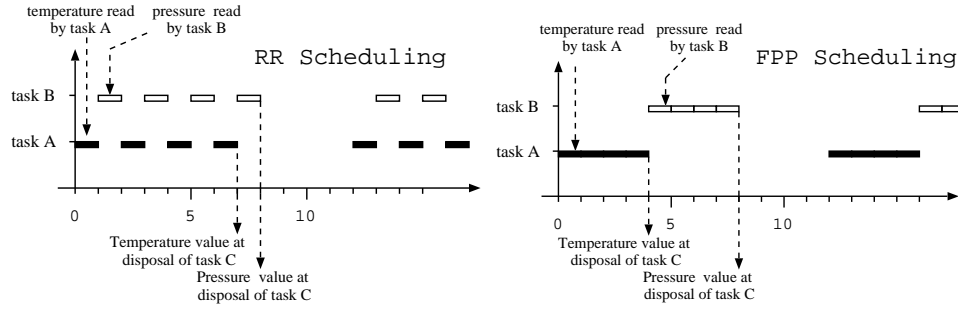 temperature read
by task A
pressure read
by task B
RR Scheduling
task B
task A
0
5
10
Temperature value at
disposal of task C
Pressure value at
disposal of task C
temperature read
by task A
pressure read
by task B
FPP Scheduling
task B
task A
0
5
10
Temperature value at
disposal of task C
Pressure value at
disposal of task C